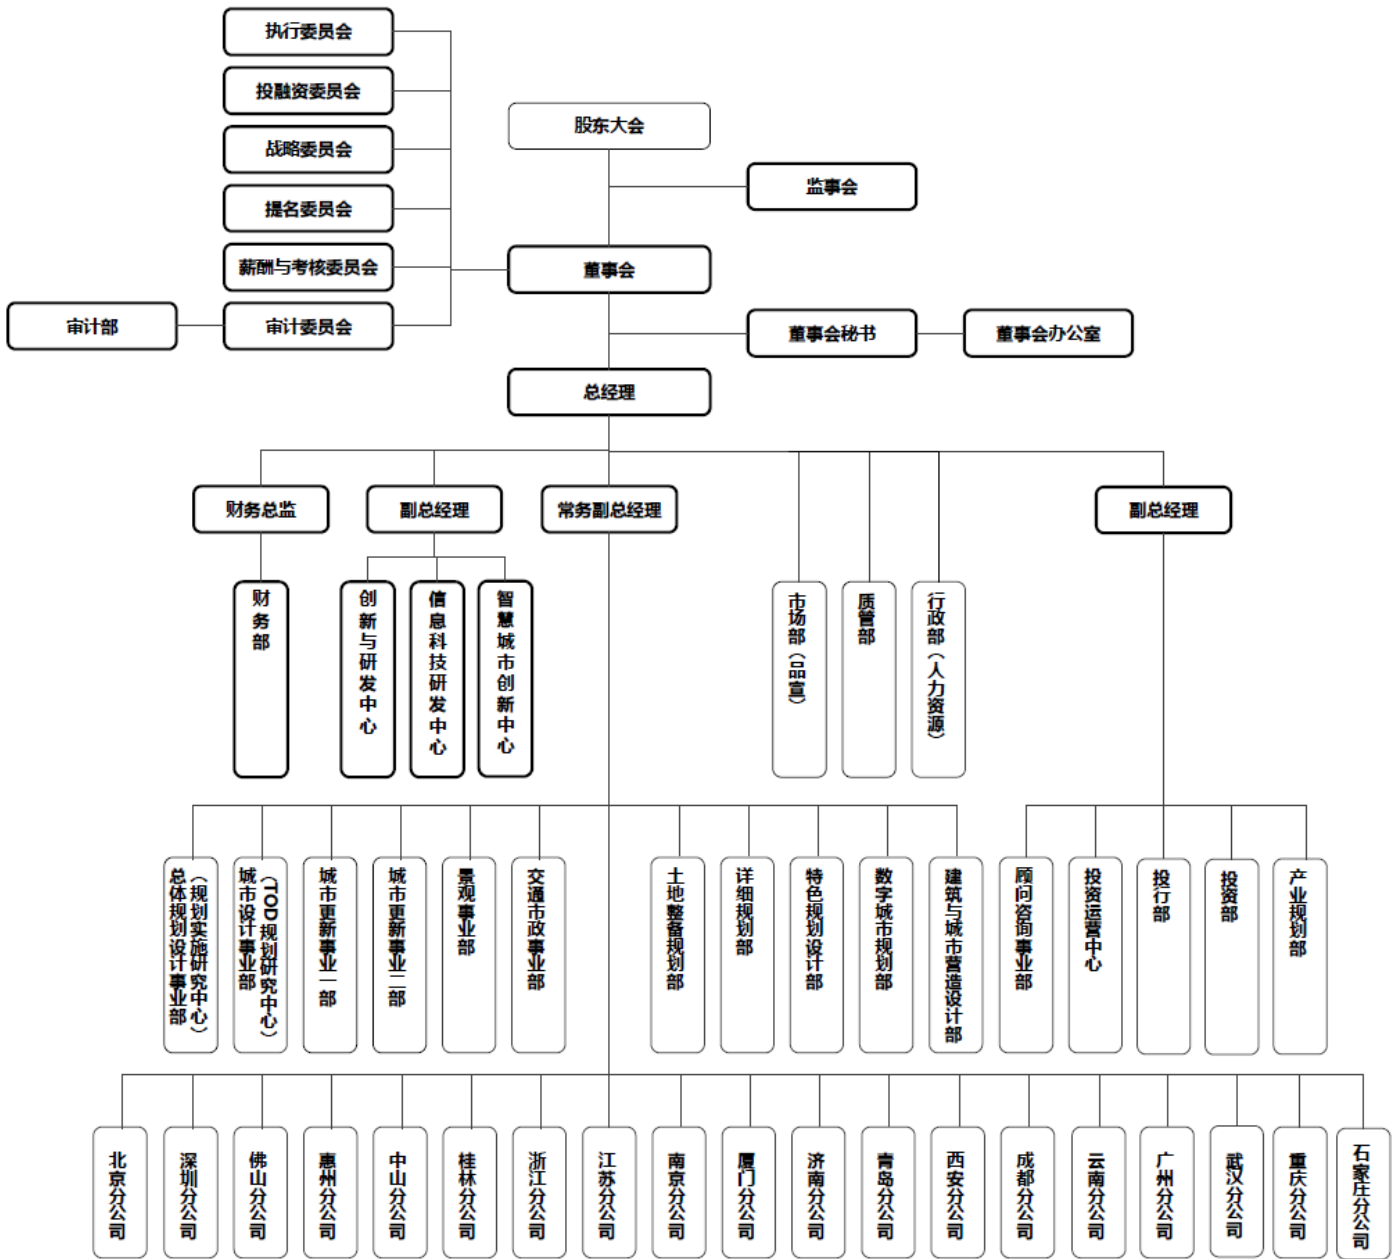 执行委员会
投融资委员会
股东大会
战略委员会
监事会
提名委员会
薪酬与考核委员会
董事会
审计部
审计委员会
董事会秘书
董事会办公室
总经理
财务总监
副总经理
常务副总经理
副总经理
财务部
创新与研发中心
信息科技研发中心
智慧城市创新中心
市场部（品宣）
质管部
行政部（人力资源）
总体规划设计事业部
（规划实施研究中心）
城市设计事业部
（TOD规划研究中心）
城市更新事业一部
城市更新事业二部
景观事业部
交通市政事业部
土地整备规划部
详细规划部
特色规划设计部
数字城市规划部
建筑与城市营造设计部
顾问咨询事业部
投资运营中心
投行部
投资部
产业规划部
北京分公司
深圳分公司
佛山分公司
惠州分公司
中山分公司
桂林分公司
浙江分公司
江苏分公司
南京分公司
厦门分公司
济南分公司
青岛分公司
西安分公司
成都分公司
云南分公司
广州分公司
武汉分公司
重庆分公司
石家庄分公司